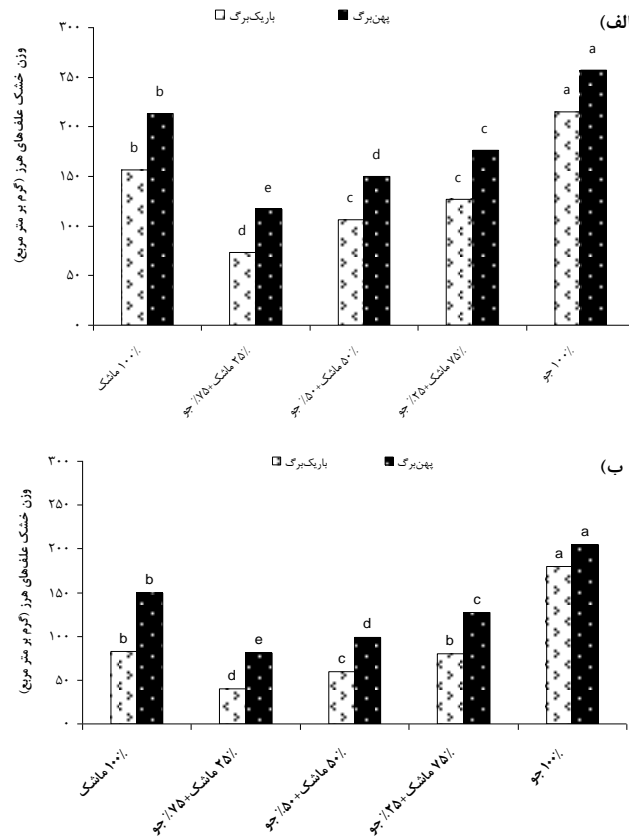 باریک‌برگ
پهن‌برگ
الف)
وزن خشک علف‌های هرز (گرم بر متر مربع)
۳۰۰
۲۵۰
۲۰۰
۱۵۰
۱۰۰
۵۰
۰
b
b
d
e
c
d
c
c
a
a
۱۰۰٪ ماشک
۲۵٪ ماشک+۷۵٪ جو
۵۰٪ ماشک+۵۰٪ جو
۷۵٪ ماشک+۲۵٪ جو
۱۰۰٪ جو
باریک‌برگ
پهن‌برگ
ب)
وزن خشک علف‌های هرز (گرم بر متر مربع)
۳۰۰
۲۵۰
۲۰۰
۱۵۰
۱۰۰
۵۰
۰
b
b
d
e
c
d
b
c
a
a
۱۰۰٪ ماشک
۲۵٪ ماشک+۷۵٪ جو
۵۰٪ ماشک+۵۰٪ جو
۷۵٪ ماشک+۲۵٪ جو
۱۰۰٪ جو